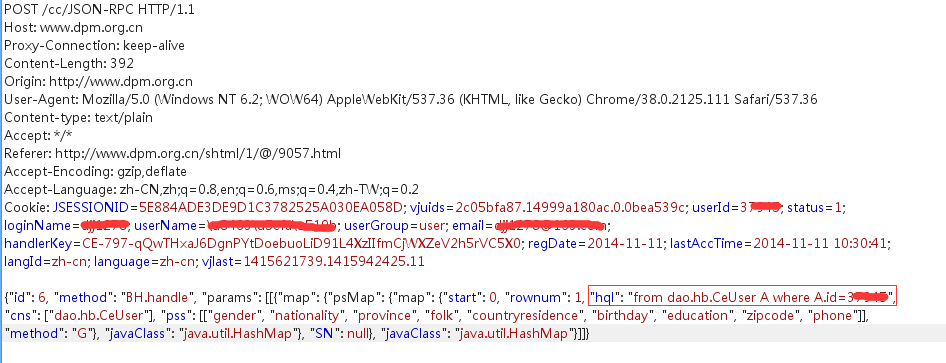 POST /cc/JSON-RPC HTTP/1.1
Host: www.dpm.org.cn
Proxy-Connection: keep-alive
Content-Length: 392
Origin: http://www.dpm.org.cn
User-Agent: Mozilla/5.0 (Windows NT 6.2; WOW64) AppleWebKit/537.36 (KHTML, like Gecko) Chrome/38.0.2125.111 Safari/537.36
Content-type: text/plain
Accept: */*
Referer: http://www.dpm.org.cn/shtml/1/@/9057.html
Accept-Encoding: gzip,deflate
Accept-Language: zh-CN,zh;q=0.8,en;q=0.6,ms;q=0.4,zh-TW;q=0.2
Cookie: JSESSIONID=5E884ADE3DE9D1C3782525A030EA058D; vjuids=2c05bfa87.14999a180ac.0.0bea539c; userId= status=1;
loginName= userName= userGroup=user; email=
handlerKey=CE-797-qQwTHxaJ6DgnPYtDoebuoLiD91L4XzIIfmCjWXZeV2h5rVC5X0; regDate=2014-11-11; lastAccTime=2014-11-11 10:30:41;
langId=zh-cn; language=zh-cn; vjlast=1415621739.1415942425.11
{"id": 6, "method": "BH.handle", "params": [[{"map": {"psMap": {"map": {"start": 0, "rownum": 1, "hql": "from dao.hb.CeUser A where A.id=
"cns": ["dao.hb.CeUser"], "pss": [["gender", "nationality", "province", "folk", "countryresidence", "birthday", "education", "zipcode", "phone"]],
"method": "G"}, "javaClass": "java.util.HashMap"}, "SN": null}, "javaClass": "java.util.HashMap"}]]}